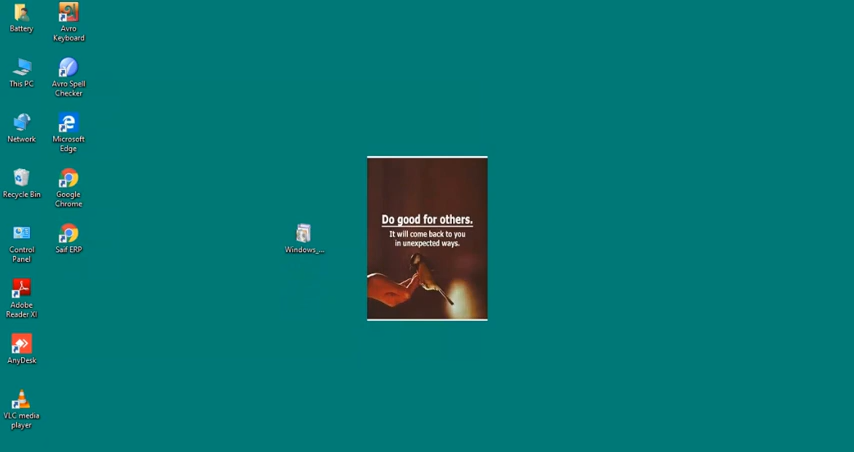 Battery
Avro
Keyboard
This PC
Avro Spell
Checker
Network
Microsoft
Edge
Recycle Bin
Google
Chrome
Control
Panel
Saif ERP
Windows_...
Adobe
Reader XI
AnyDesk
VLC media
player
Do good for others.
It will come back to you
in unexpected ways.